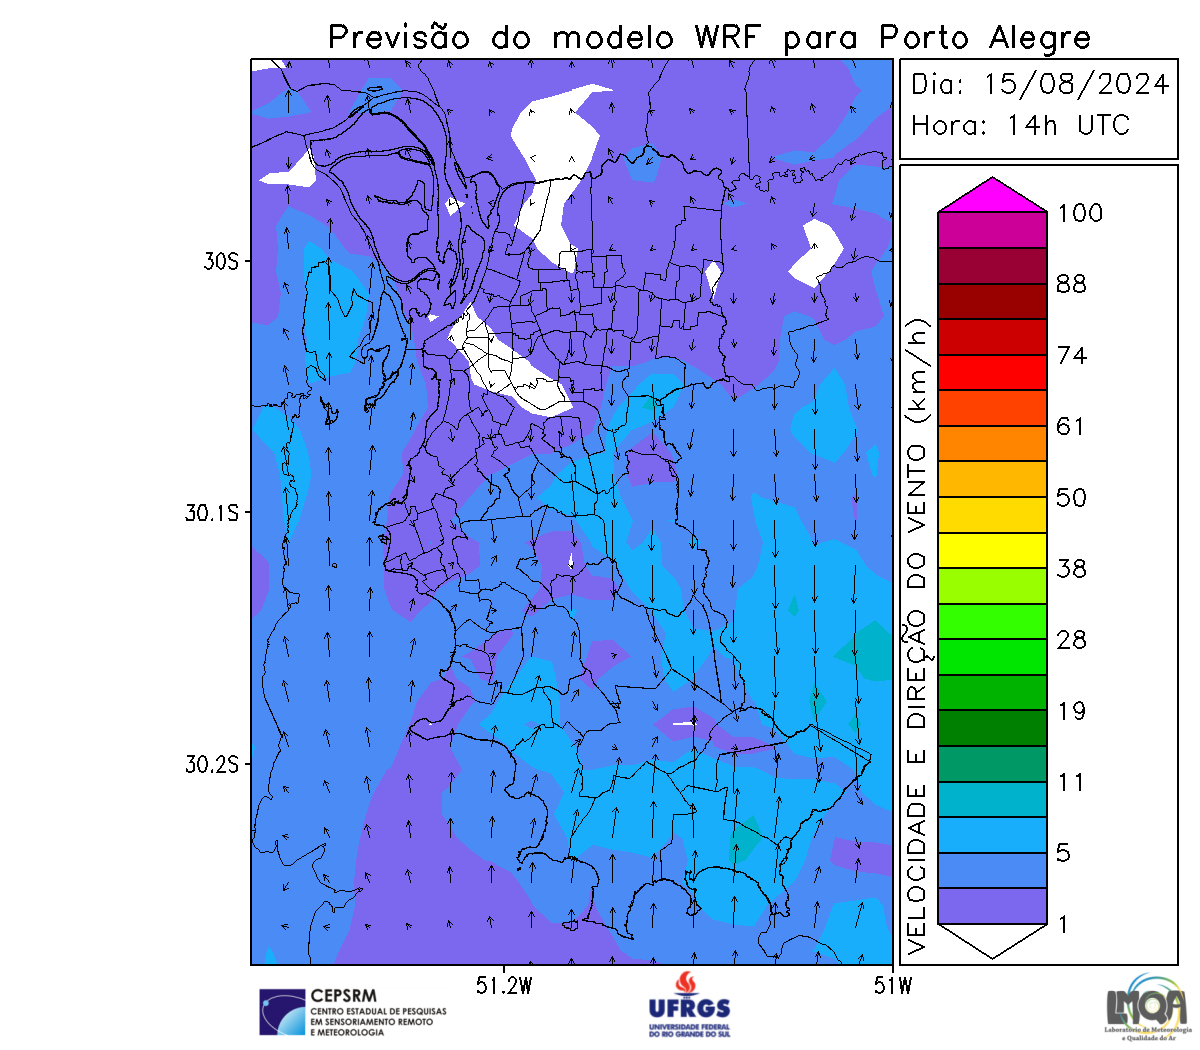 Previsão do modelo WRF para Porto Alegre
Dia: 15/08/2024
Hora: 14h UTC
30S
30.1S
30.2S
51.2W
51W
VELOCIDADE E DIREÇÃO DO VENTO (km/h)
100
88
74
61
50
38
28
19
11
5
1
CEPSRM
CENTRO ESTADUAL DE PESQUISAS
EM SENSORIAMENTO REMOTO
E METEOROLOGIA
UFRGS
UNIVERSIDADE FEDERAL
DO RIO GRANDE DO SUL
LMQA
Laboratório de Meteorologia
e Qualidade do Ar